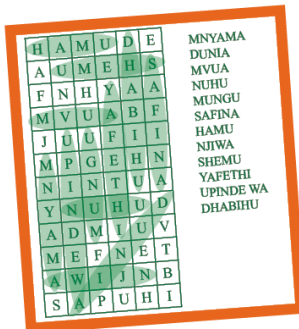 H A M U D E
A U M E H S
F N H Y A A
M V U A B F
J U U F I I
M P G E H N
N I N T U A
Y N U H U D
A D M I U V
M E F N E T
A W I J N B
S A P U H I
MNYAMA
DUNIA
MVUA
NUHU
MUNGU
SAFINA
HAMU
NJIWA
SHEMU
YAFETHI
UPINDE WA
DHABIHU